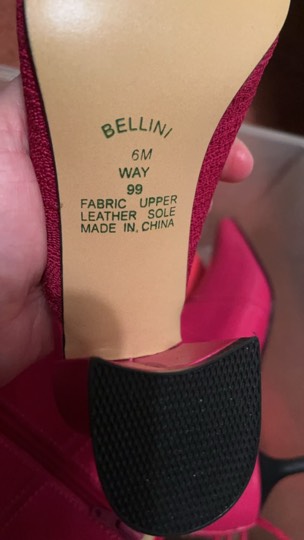 BELLINI
6M
WAY
99
FABRIC UPPER
LEATHER SOLE
MADE IN CHINA